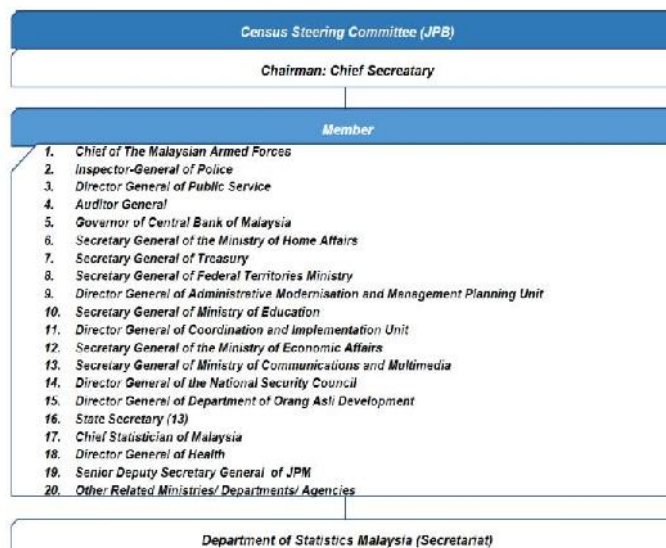 Census Steering Committee (JPB)
Chairman: Chief Secreatary
Member
1. Chief of The Malaysian Armed Forces
2. Inspector-General of Police
3. Director General of Public Service
4. Auditor General
5. Governor of Central Bank of Malaysia
6. Secretary General of the Ministry of Home Affairs
7. Secretary General of Treasury
8. Secretary General of Federal Territories Ministry
9. Director General of Administrative Modernisation and Management Planning Unit
10. Secretary General of Ministry of Education
11. Director General of Coordination and Implementation Unit
12. Secretary General of the Ministry of Economic Affairs
13. Secretary General of Ministry of Communications and Multimedia
14. Director General of the National Security Council
15. Director General of Department of Orang Asli Development
16. State Secretary (13)
17. Chief Statistician of Malaysia
18. Director General of Health
19. Senior Deputy Secretary General of JPM
20. Other Related Ministries/ Departments/ Agencies
Department of Statistics Malaysia (Secretariat)